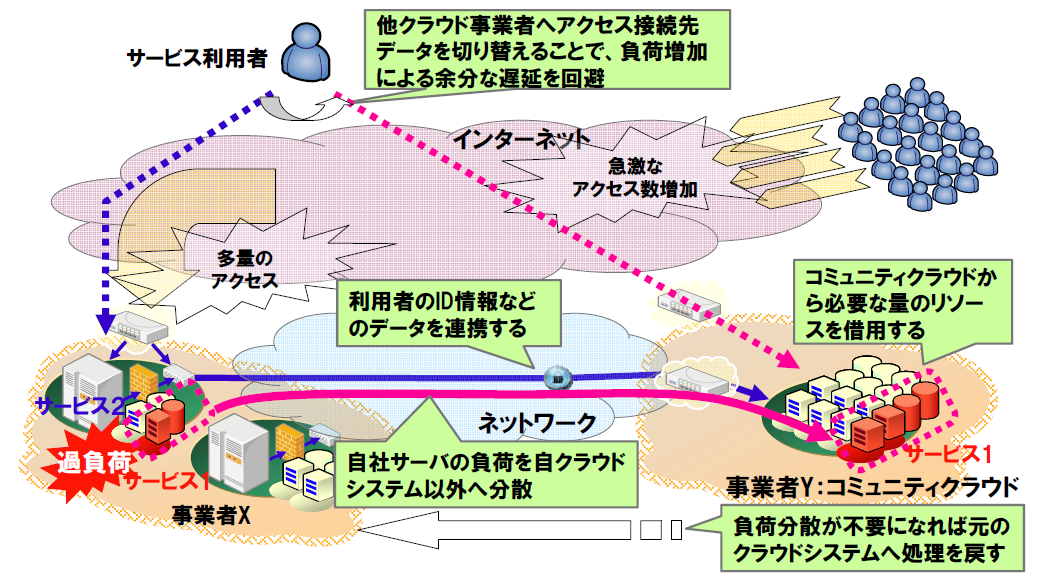 サービス利用者
他クラウド事業者へアクセス接続先
データを切り替えることで、負荷増加
による余分な遅延を回避
インターネット
急激な
アクセス数増加
多量の
アクセス
利用者のID情報など
のデータを連携する
コミュニティクラウドか
ら必要な量のリソー
スを借用する
ID
サービス2
過負荷
サービス1
ネットワーク
自社サーバの負荷を自クラウド
システム以外へ分散
サービス1
事業者X
事業者Y:コミュニティクラウド
負荷分散が不要になれば元の
クラウドシステムへ処理を戻す